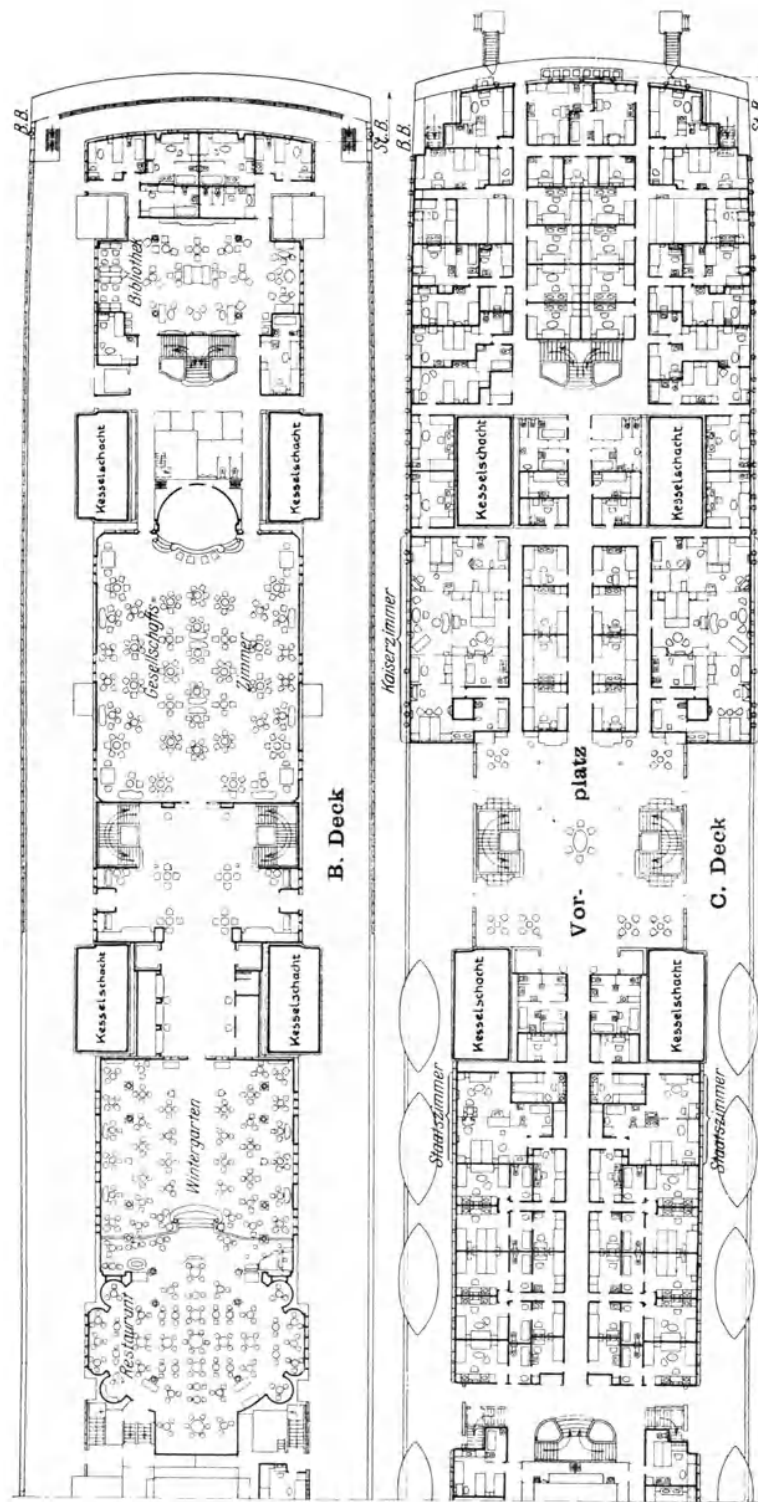 B.B.
St.B.
Bibliothek
Kesselschacht
Kesselschacht
Gesellschafts=
zimmer
B. Deck
Kesselschacht
Kesselschacht
Wintergarten
Restaurant
B.B.
St.B.
Kesselschacht
Kesselschacht
Kaiserzimmer
Vor-
platz
C. Deck
Kesselschacht
Kesselschacht
Staatszimmer
Staatszimmer